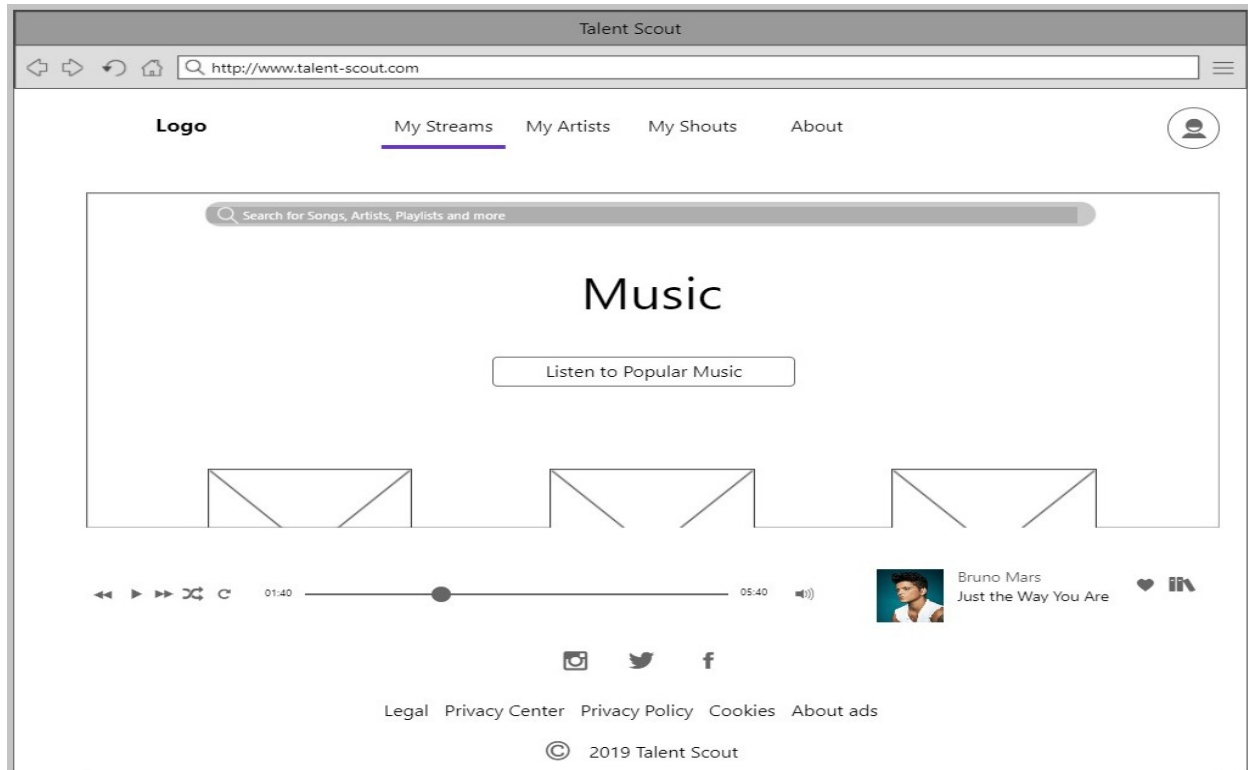 Talent Scout
http://www.talent-scout.com
Logo My Streams My Artists My Shouts About
Search for Songs, Artists, Playlists and more
Music
Listen to Popular Music
Bruno Mars
01:40 05:40 Just the Way You Are
f
Legal Privacy Center Privacy Policy Cookies About ads
© 2019 Talent Scout